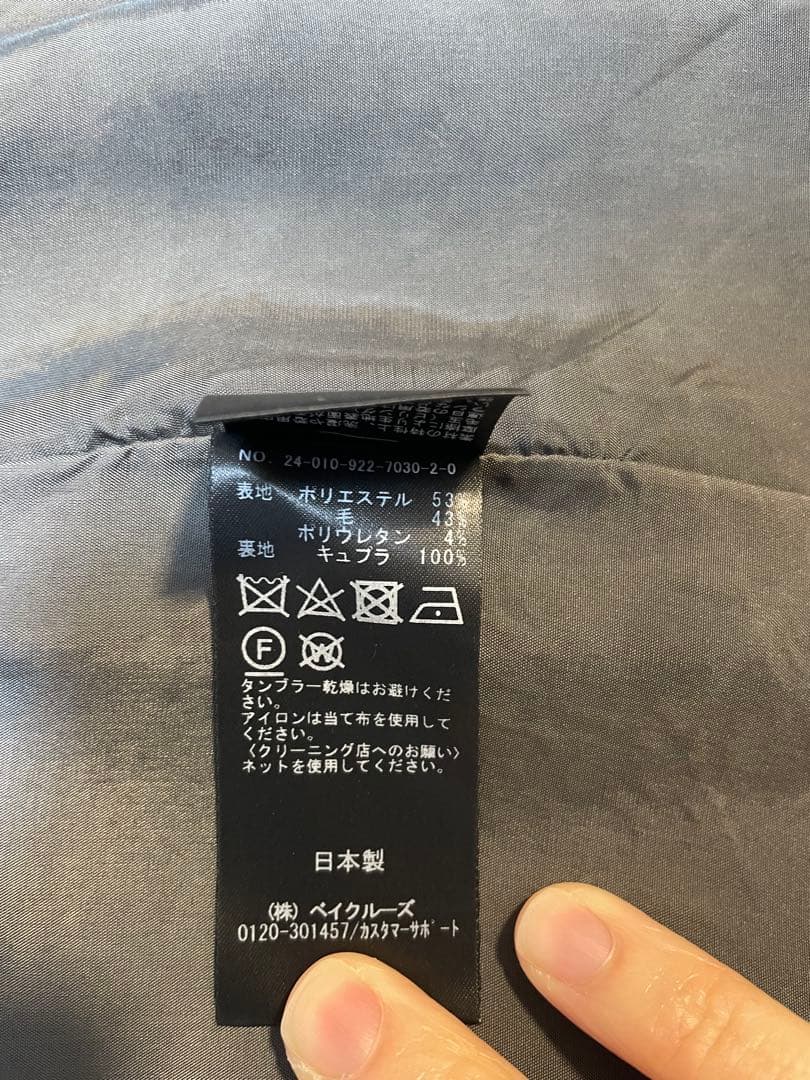 NO. 24-010-922-7030-2-0
表地 ポリエステル 53%
毛 43%
ポリウレタン 4%
裏地 キュプラ 100%
F W
タンブラー乾燥はお避けくだ
さい。
アイロンは当て布を使用して
ください。
〈クリーニング店へのお願い〉
ネットを使用してください。
日本製
(株) ベイクルーズ
0120-301457/カスタマーサポート